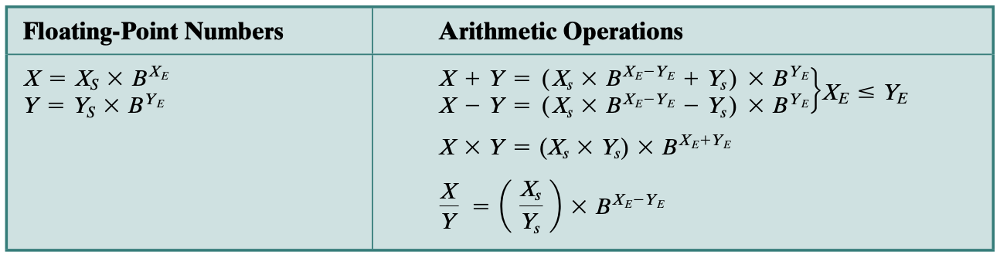 Floating-Point Numbers
Arithmetic Operations
X = X_S × B^{X_E}
Y = Y_S × B^{Y_E}
X + Y = (X_s × B^{X_E−Y_E} + Y_s) × B^{Y_E}
X − Y = (X_s × B^{X_E−Y_E} − Y_s) × B^{Y_E}
} X_E ≤ Y_E
X × Y = (X_s × Y_s) × B^{X_E+Y_E}
X/Y = (X_s/Y_s) × B^{X_E−Y_E}